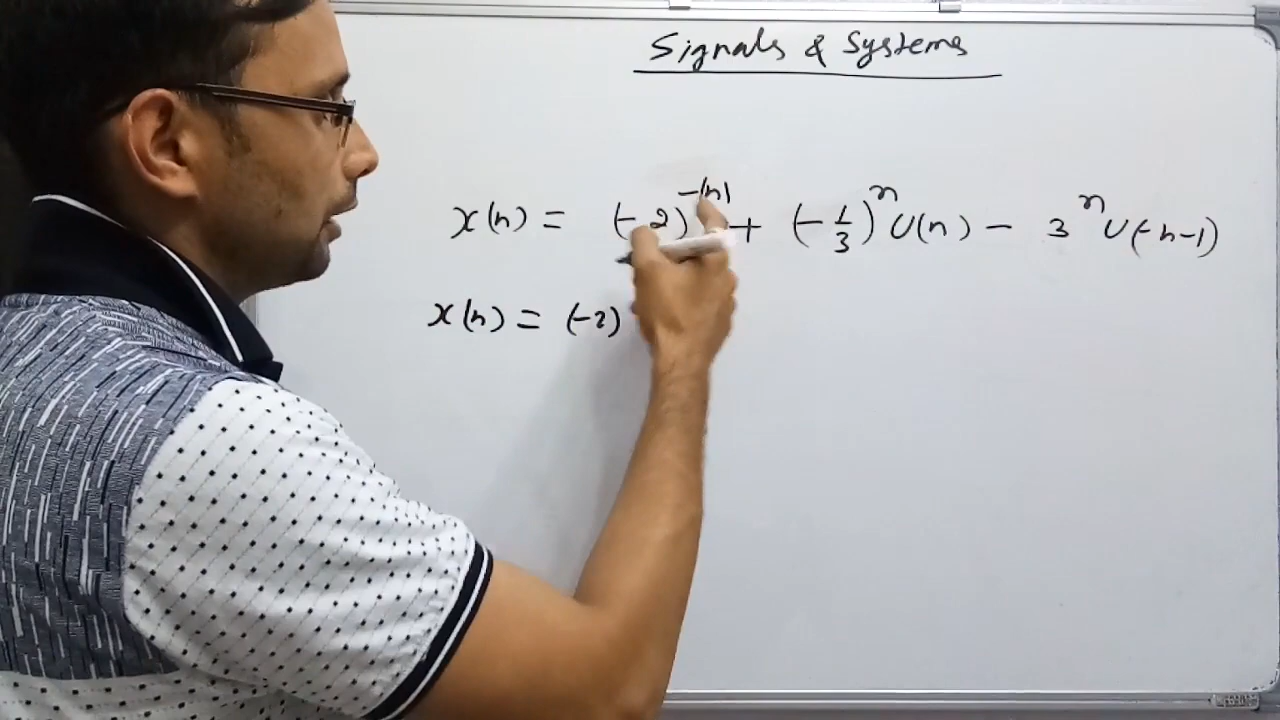 Signals & Systems
x(n) = (-2)^-|n| + (-1/3)^n U(n) - 3^n U(-n-1)
x(n) = (-2)